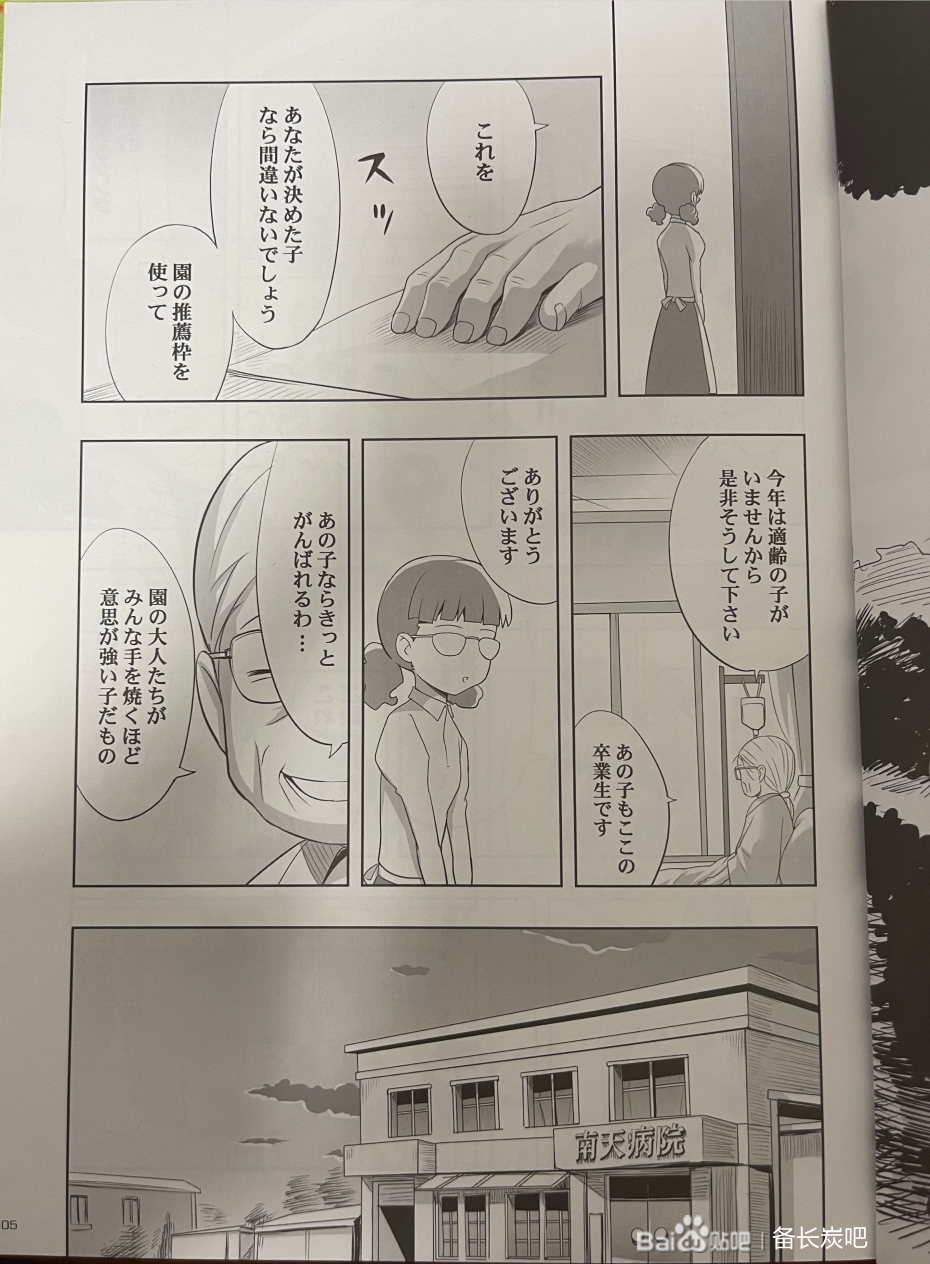 これを
スッ
あなたが決めた子
なら間違いないでしょう
園の推薦枠を
使って
今年は適齢の子が
いませんから
是非そうして下さい
あの子もここの
卒業生です
ありがとう
ございます
あの子ならきっと
がんばれるわ…
園の大人たちが
みんな手を焼くほど
意思が強い子だもの
南天病院
05
Bai du 贴吧 | 备长炭吧